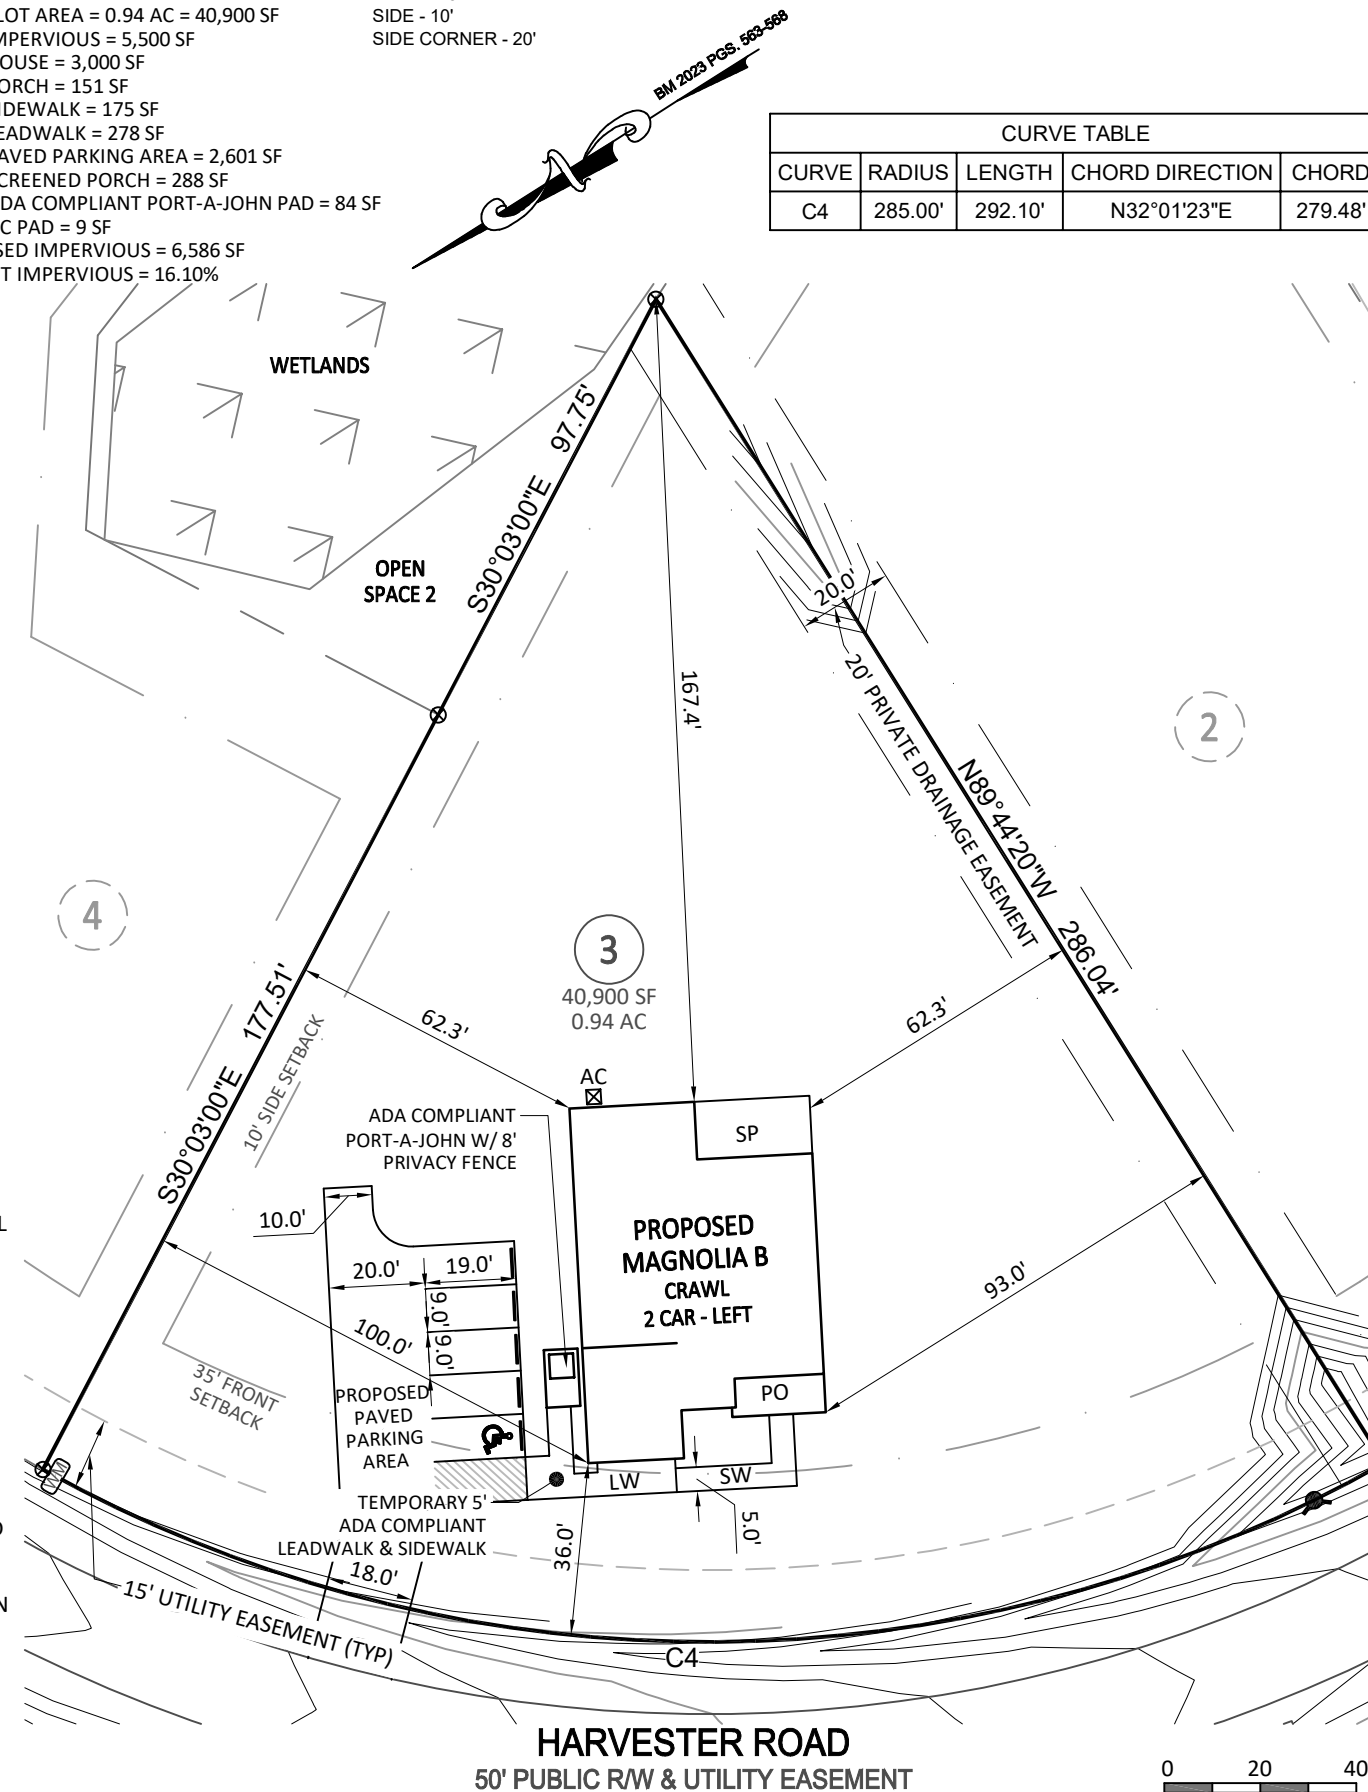 LOT AREA = 0.94 AC = 40,900 SF
MPERVIOUS = 5,500 SF
OUSE = 3,000 SF
ORCH = 151 SF
IDEWALK = 175 SF
EADWALK = 278 SF
AVED PARKING AREA = 2,601 SF
CREENED PORCH = 288 SF
DA COMPLIANT PORT-A-JOHN PAD = 84 SF
C PAD = 9 SF
SED IMPERVIOUS = 6,586 SF
T IMPERVIOUS = 16.10%
SIDE - 10'
SIDE CORNER - 20'
BM 2023 PGS. 563-568
N
CURVE TABLE
CURVE RADIUS LENGTH CHORD DIRECTION CHORD
C4 285.00' 292.10' N32°01'23"E 279.48'
WETLANDS
S30°03'00"E 97.75'
OPEN
SPACE 2
20.0'
20' PRIVATE DRAINAGE EASEMENT
167.4'
2
N89°44'20"W 286.04'
4
3
40,900 SF
0.94 AC
S30°03'00"E 177.51'
10' SIDE SETBACK
62.3'
62.3'
AC
ADA COMPLIANT
PORT-A-JOHN W/ 8'
PRIVACY FENCE
SP
L
10.0'
PROPOSED
MAGNOLIA B
CRAWL
2 CAR - LEFT
20.0'
19.0'
9.0'
9.0'
100.0'
93.0'
35' FRONT
SETBACK
PROPOSED
PAVED
PARKING
AREA
PO
WM
LW
SW
TEMPORARY 5'
ADA COMPLIANT
LEADWALK & SIDEWALK
36.0'
5.0'
18.0'
15' UTILITY EASEMENT (TYP)
N
C4
HARVESTER ROAD
50' PUBLIC R/W & UTILITY EASEMENT
0 20 40